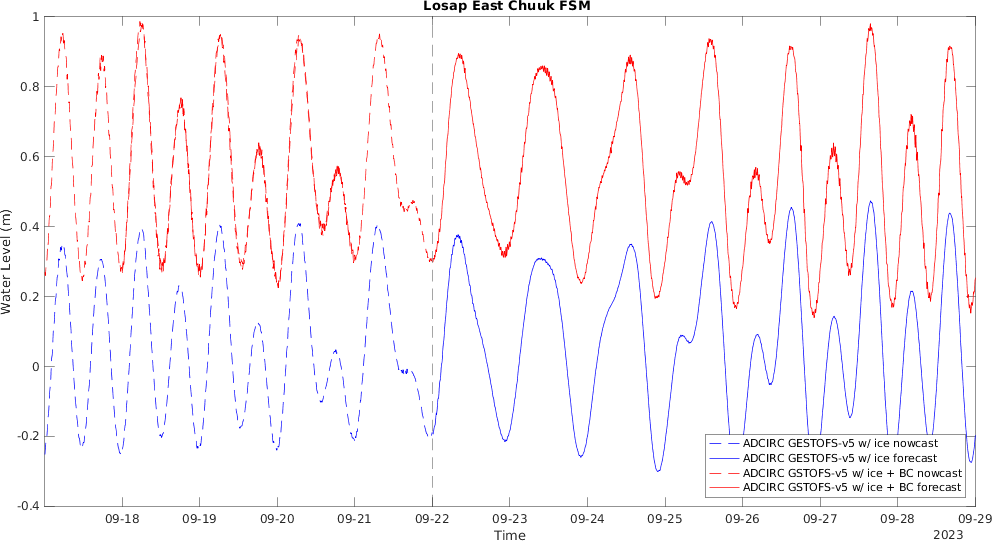 Losap East Chuuk FSM
1
0.8
0.6
0.4
0.2
0
-0.2
-0.4
Water Level (m)
ADCIRC GESTOFS-v5 w/ ice nowcast
ADCIRC GESTOFS-v5 w/ ice forecast
ADCIRC GSTOFS-v5 w/ ice + BC nowcast
ADCIRC GSTOFS-v5 w/ ice + BC forecast
09-18 09-19 09-20 09-21 09-22 09-23 09-24 09-25 09-26 09-27 09-28 09-29
Time
2023